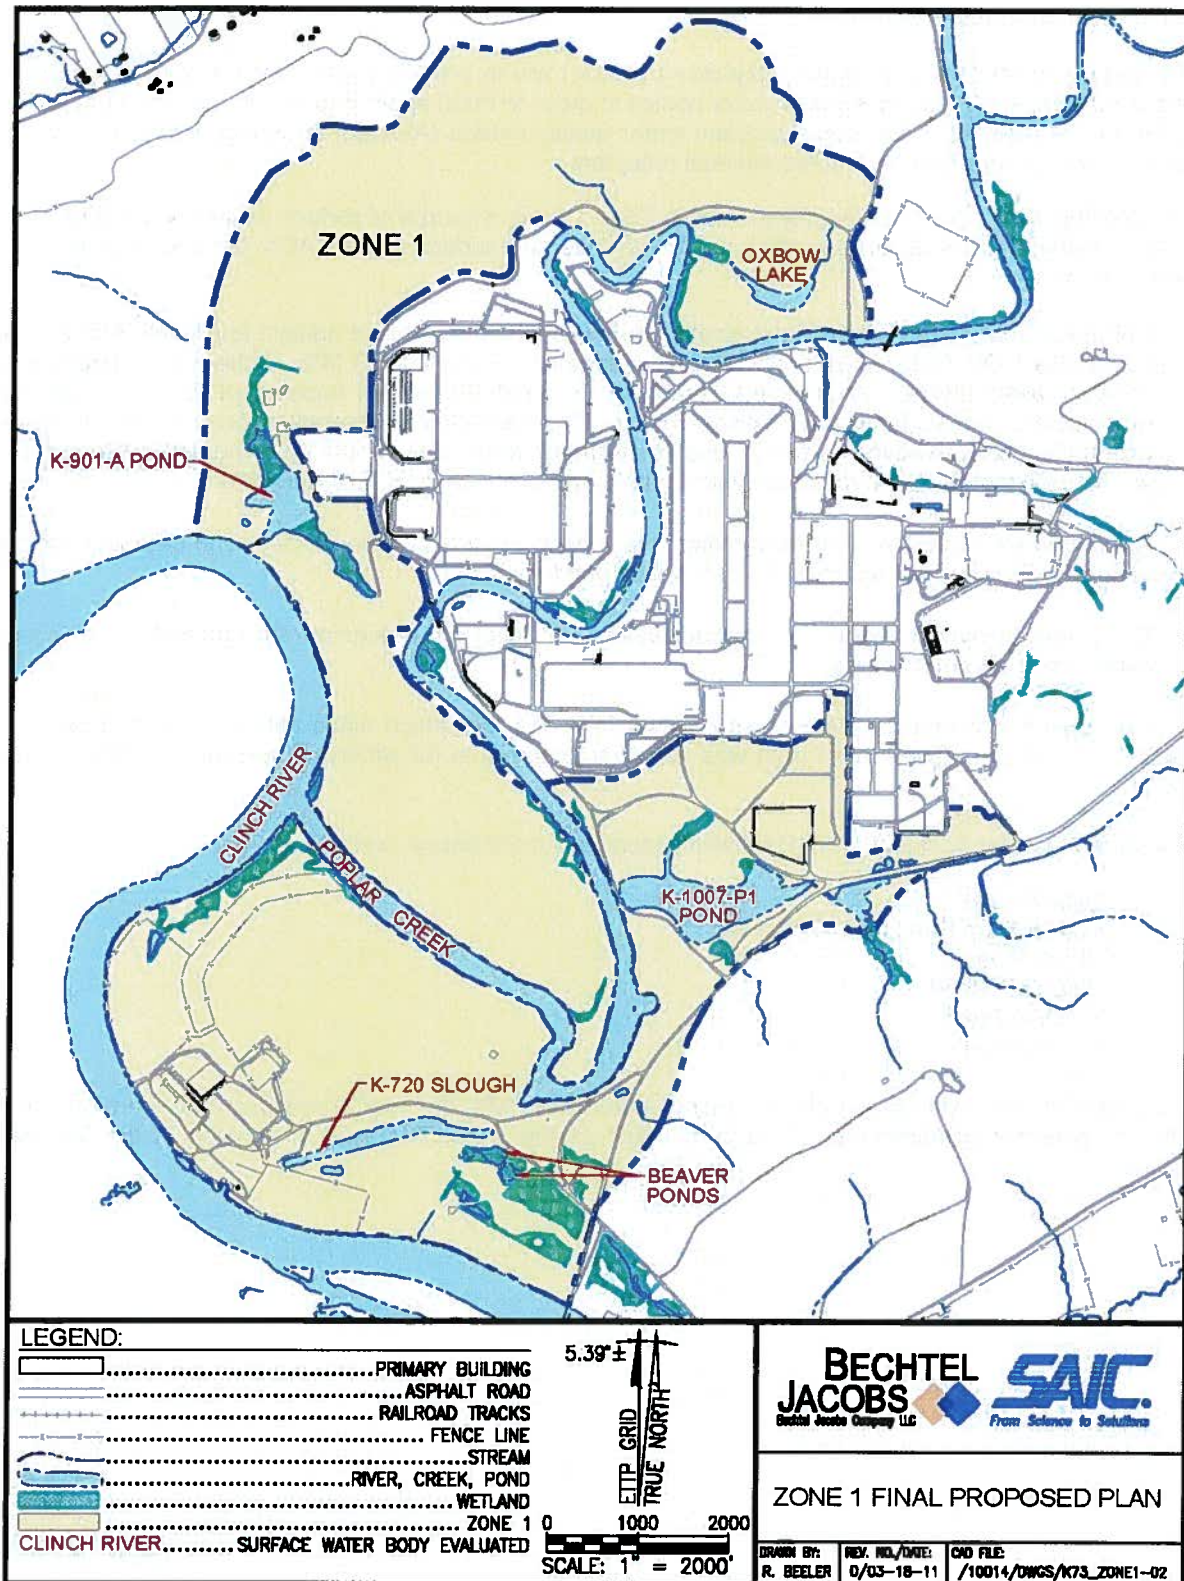 ZONE 1
OXBOW
LAKE
K-901-A POND
CLINCH RIVER
POPLAR CREEK
K-1007-P1
POND
K-720 SLOUGH
BEAVER
PONDS
LEGEND:
PRIMARY BUILDING
ASPHALT ROAD
RAILROAD TRACKS
FENCE LINE
STREAM
RIVER, CREEK, POND
WETLAND
ZONE 1
CLINCH RIVER.........SURFACE WATER BODY EVALUATED
5.39°±
ETTP GRID
TRUE NORTH
0 1000 2000
SCALE: 1" = 2000'
BECHTEL
JACOBS
Bechtel Jacobs Company LLC
SAIC.
From Science to Solutions
ZONE 1 FINAL PROPOSED PLAN
DRAWN BY:
R. BEELER
REV. NO./DATE:
0/03-18-11
CAD FILE:
/10014/DWGS/K73_ZONE1-02